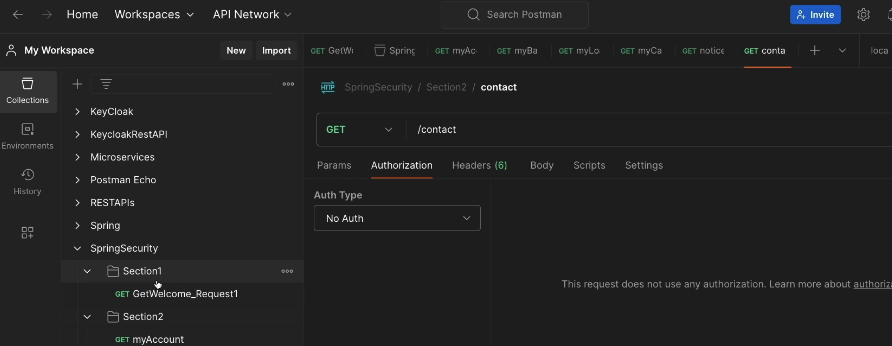 Home Workspaces API Network Search Postman Invite
My Workspace New Import
GET GetW Spring GET myAc GET myBa GET myLo GET myCa GET notice GET conta loca
Collections
Environments
History
KeyCloak
KeycloakRestAPI
Microservices
Postman Echo
RESTAPIs
Spring
SpringSecurity
Section1
GET GetWelcome_Request1
Section2
GET myAccount
HTTP SpringSecurity / Section2 / contact
GET /contact
Params Authorization Headers (6) Body Scripts Settings
Auth Type
No Auth
This request does not use any authorization. Learn more about authoriz